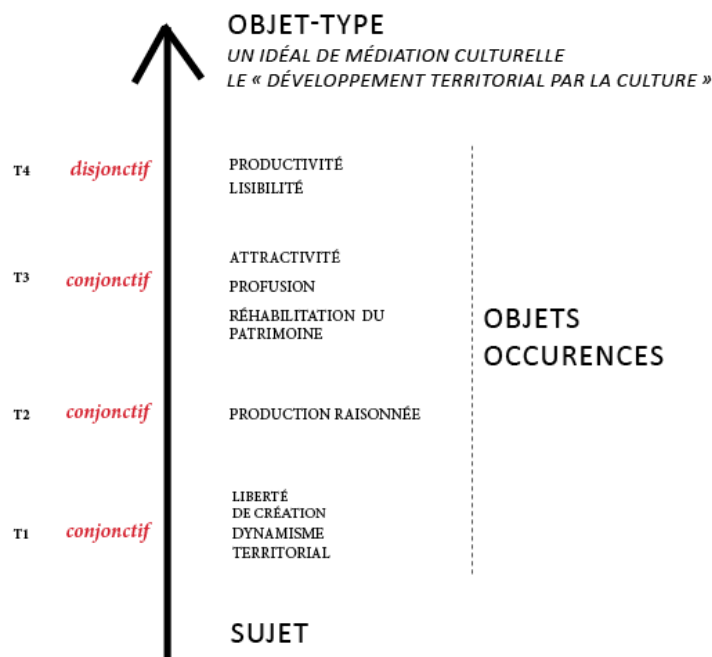 OBJET-TYPE
UN IDÉAL DE MÉDIATION CULTURELLE
LE « DÉVELOPPEMENT TERRITORIAL PAR LA CULTURE »
T4 disjonctif PRODUCTIVITÉ
LISIBILITÉ
T3 conjonctif ATTRACTIVITÉ
PROFUSION
RÉHABILITATION DU
PATRIMOINE
OBJETS
OCCURENCES
T2 conjonctif PRODUCTION RAISONNÉE
T1 conjonctif LIBERTÉ
DE CRÉATION
DYNAMISME
TERRITORIAL
SUJET